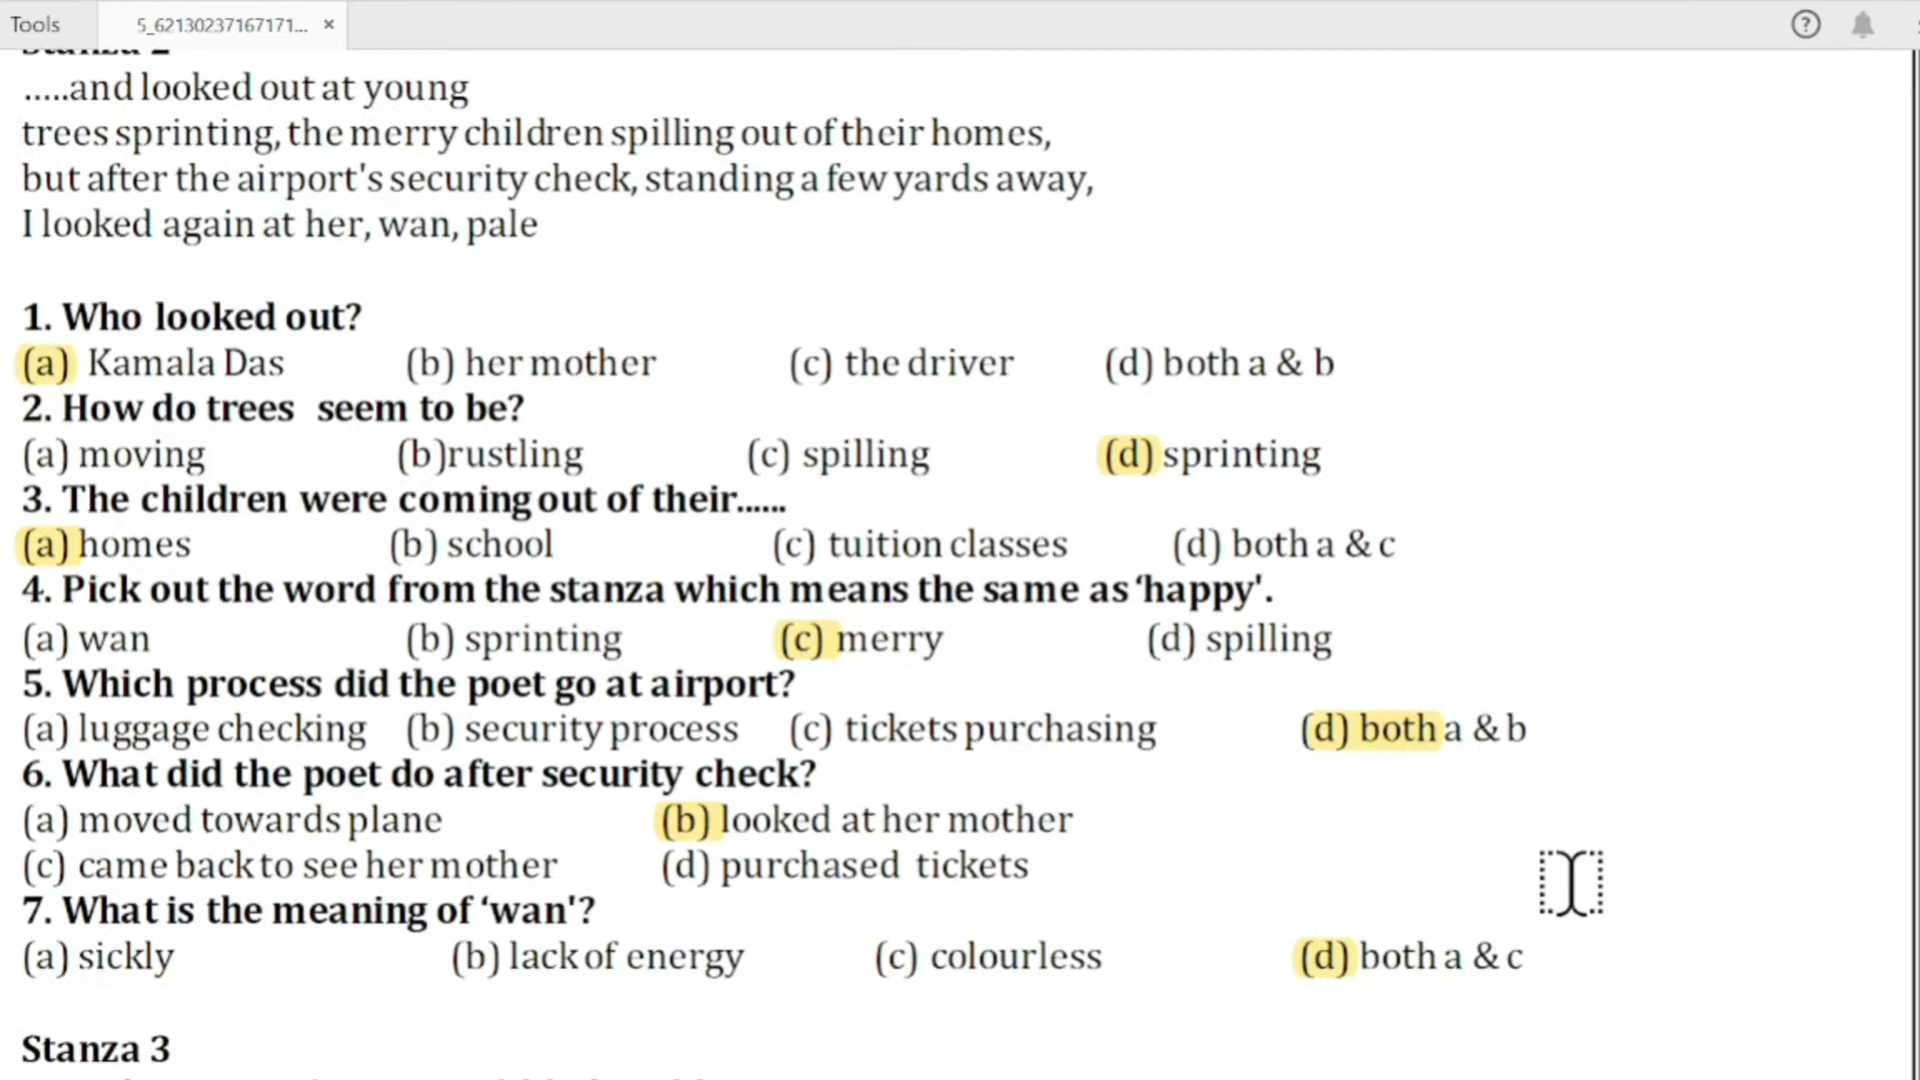 Tools 5_62130237167171... ×
Stanza 2
.....and looked out at young
trees sprinting, the merry children spilling out of their homes,
but after the airport's security check, standing a few yards away,
I looked again at her, wan, pale
1. Who looked out?
(a) Kamala Das (b) her mother (c) the driver (d) both a & b
2. How do trees seem to be?
(a) moving (b)rustling (c) spilling (d) sprinting
3. The children were coming out of their......
(a) homes (b) school (c) tuition classes (d) both a & c
4. Pick out the word from the stanza which means the same as ‘happy'.
(a) wan (b) sprinting (c) merry (d) spilling
5. Which process did the poet go at airport?
(a) luggage checking (b) security process (c) tickets purchasing (d) both a & b
6. What did the poet do after security check?
(a) moved towards plane (b) looked at her mother
(c) came back to see her mother (d) purchased tickets
7. What is the meaning of ‘wan'?
(a) sickly (b) lack of energy (c) colourless (d) both a & c
Stanza 3